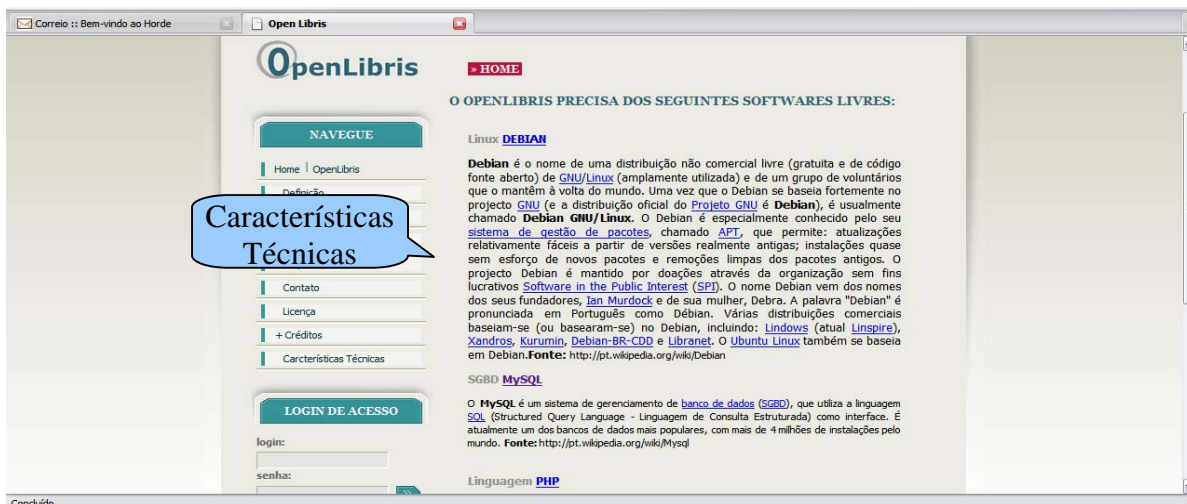 Correio :: Bem-vindo ao Horde
Open Libris
OpenLibris
» HOME
O OPENLIBRIS PRECISA DOS SEGUINTES SOFTWARES LIVRES:
NAVEGUE
Home | OpenLibris
Definição
Contato
Licença
+ Créditos
Carcterísticas Técnicas
LOGIN DE ACESSO
login:
senha:
Características
Técnicas
Linux DEBIAN
Debian é o nome de uma distribuição não comercial livre (gratuita e de código
fonte aberto) de GNU/Linux (amplamente utilizada) e de um grupo de voluntários
que o mantêm à volta do mundo. Uma vez que o Debian se baseia fortemente no
projecto GNU (e a distribuição oficial do Projeto GNU é Debian), é usualmente
chamado Debian GNU/Linux. O Debian é especialmente conhecido pelo seu
sistema de gestão de pacotes, chamado APT, que permite: atualizações
relativamente fáceis a partir de versões realmente antigas; instalações quase
sem esforço de novos pacotes e remoções limpas dos pacotes antigos. O
projecto Debian é mantido por doações através da organização sem fins
lucrativos Software in the Public Interest (SPI). O nome Debian vem dos nomes
dos seus fundadores, Ian Murdock e de sua mulher, Debra. A palavra "Debian" é
pronunciada em Português como Débian. Várias distribuições comerciais
baseiam-se (ou basearam-se) no Debian, incluindo: Lindows (atual Linspire),
Xandros, Kurumin, Debian-BR-CDD e Libranet. O Ubuntu Linux também se baseia
em Debian.Fonte: http://pt.wikipedia.org/wiki/Debian
SGBD MySQL
O MySQL é um sistema de gerenciamento de banco de dados (SGBD), que utiliza a linguagem
SQL (Structured Query Language - Linguagem de Consulta Estruturada) como interface. É
atualmente um dos bancos de dados mais populares, com mais de 4 milhões de instalações pelo
mundo. Fonte: http://pt.wikipedia.org/wiki/Mysql
Linguagem PHP
Concluído